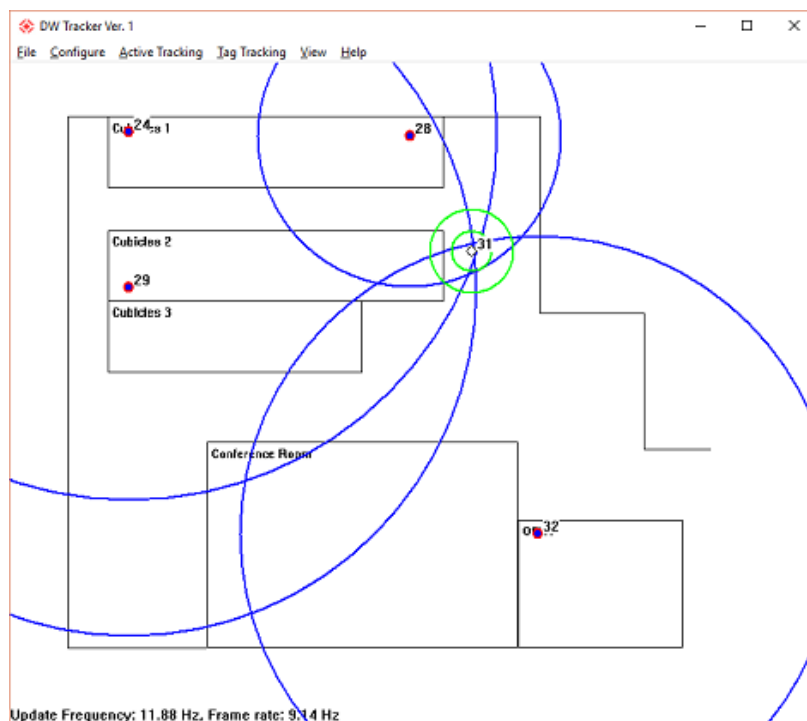 DW Tracker Ver. 1
File Configure Active Tracking Tag Tracking View Help
24
1
28
31
Cubicles 2
29
Cubicles 3
Conference Room
32
Update Frequency: 11.88 Hz, Frame rate: 9.14 Hz